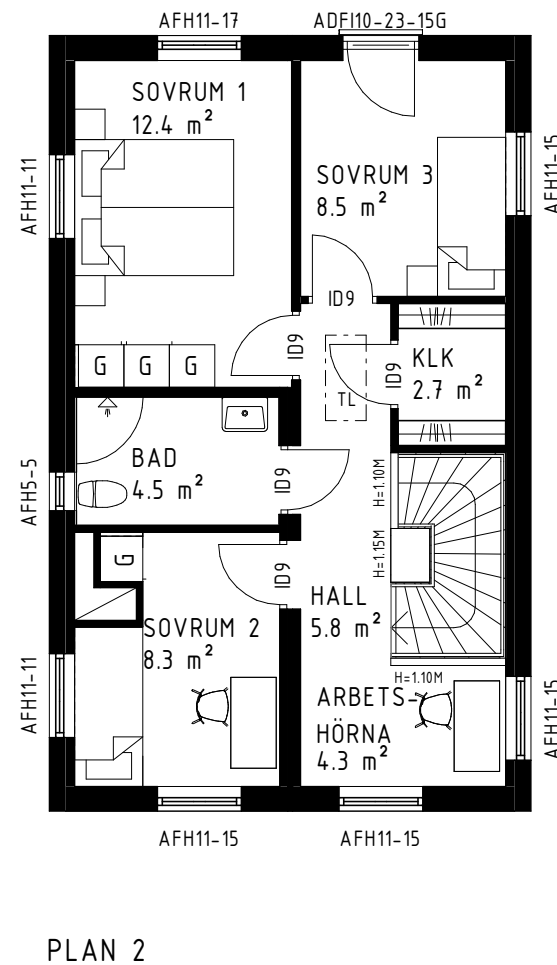 AFH11-17
ADFI10-23-15G
SOVRUM 1
12.4 m²
AFH11-11
AFH11-15
SOVRUM 3
8.5 m²
ID9
ID9
G G G
TL
ID9
KLK
2.7 m²
BAD
4.5 m²
AFH5-5
ID9
H=1.10M
H=1.15M
G
ID9
SOVRUM 2
8.3 m²
HALL
5.8 m²
H=1.10M
AFH11-11
ARBETS-
HÖRNA
4.3 m²
AFH11-15
AFH11-15
AFH11-15
PLAN 2